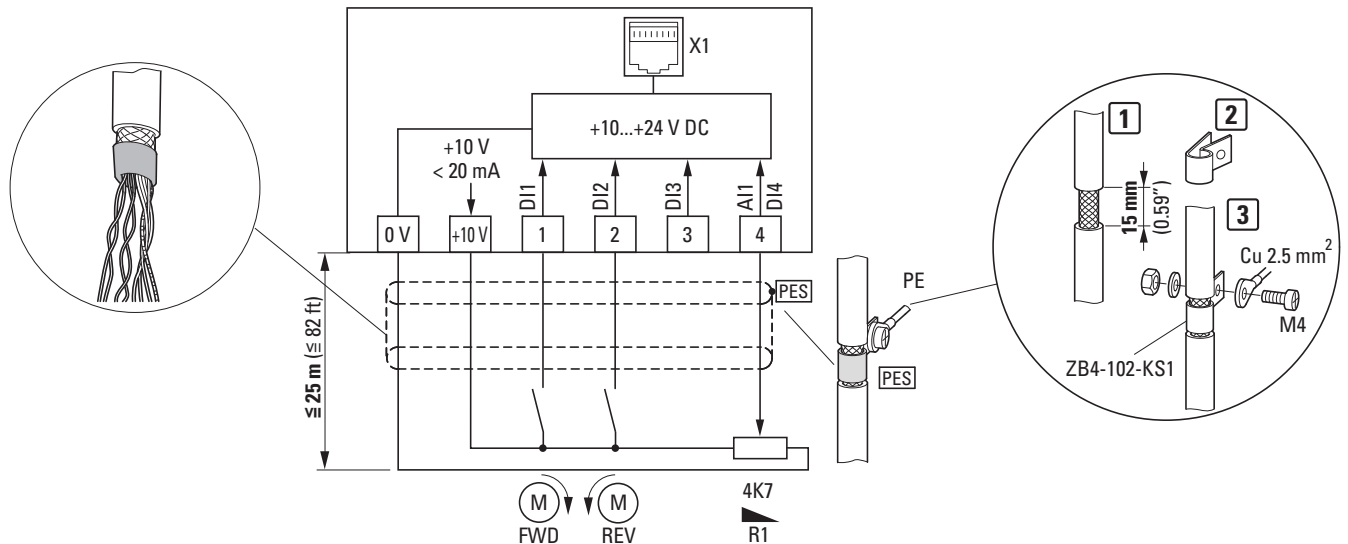 X1
+10...+24 V DC
+10 V
< 20 mA
DI1
DI2
DI3
AI1
DI4
0 V
+10 V
1
2
3
4
≦ 25 m (≦ 82 ft)
PES
PE
PES
M
FWD
M
REV
4K7
R1
1
2
15 mm
(0.59″)
3
Cu 2.5 mm²
M4
ZB4-102-KS1